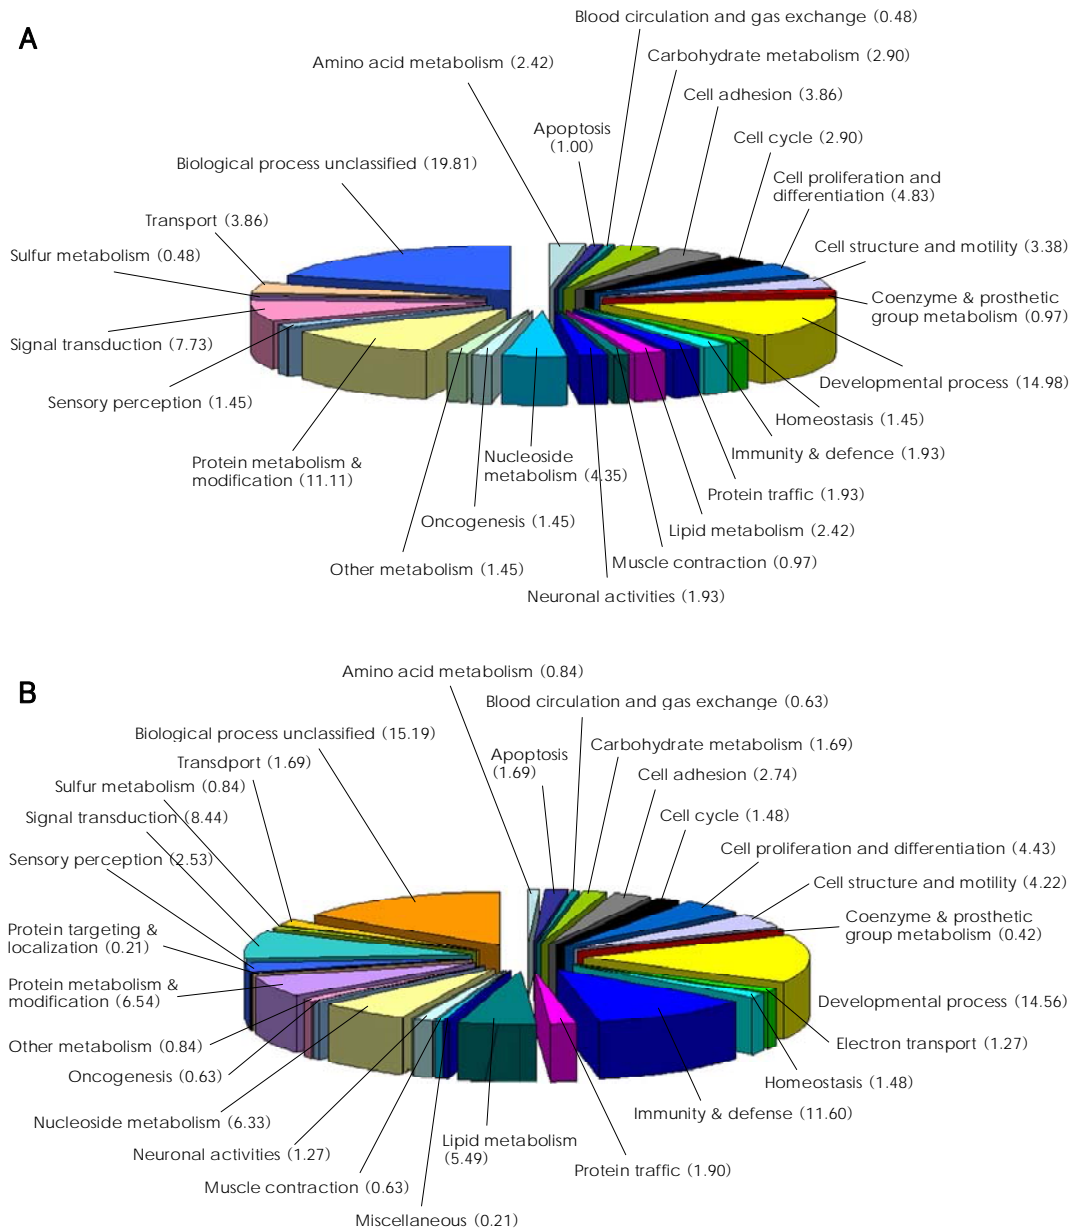 A
Blood circulation and gas exchange (0.48)
Amino acid metabolism (2.42)
Carbohydrate metabolism (2.90)
Cell adhesion (3.86)
Apoptosis
(1.00)
Cell cycle (2.90)
Biological process unclassified (19.81)
Cell proliferation and
differentiation (4.83)
Transport (3.86)
Sulfur metabolism (0.48)
Cell structure and motility (3.38)
Coenzyme & prosthetic
group metabolism (0.97)
Signal transduction (7.73)
Developmental process (14.98)
Sensory perception (1.45)
Homeostasis (1.45)
Immunity & defence (1.93)
Protein metabolism &
modification (11.11)
Nucleoside
metabolism (4.35)
Protein traffic (1.93)
Oncogenesis (1.45)
Lipid metabolism (2.42)
Other metabolism (1.45)
Muscle contraction (0.97)
Neuronal activities (1.93)
B
Amino acid metabolism (0.84)
Blood circulation and gas exchange (0.63)
Biological process unclassified (15.19)
Apoptosis
(1.69)
Carbohydrate metabolism (1.69)
Transdport (1.69)
Cell adhesion (2.74)
Sulfur metabolism (0.84)
Signal transduction (8.44)
Cell cycle (1.48)
Sensory perception (2.53)
Cell proliferation and differentiation (4.43)
Cell structure and motility (4.22)
Protein targeting &
localization (0.21)
Coenzyme & prosthetic
group metabolism (0.42)
Protein metabolism &
modification (6.54)
Developmental process (14.56)
Other metabolism (0.84)
Electron transport (1.27)
Oncogenesis (0.63)
Homeostasis (1.48)
Nucleoside metabolism (6.33)
Immunity & defense (11.60)
Neuronal activities (1.27)
Lipid metabolism
(5.49)
Protein traffic (1.90)
Muscle contraction (0.63)
Miscellaneous (0.21)